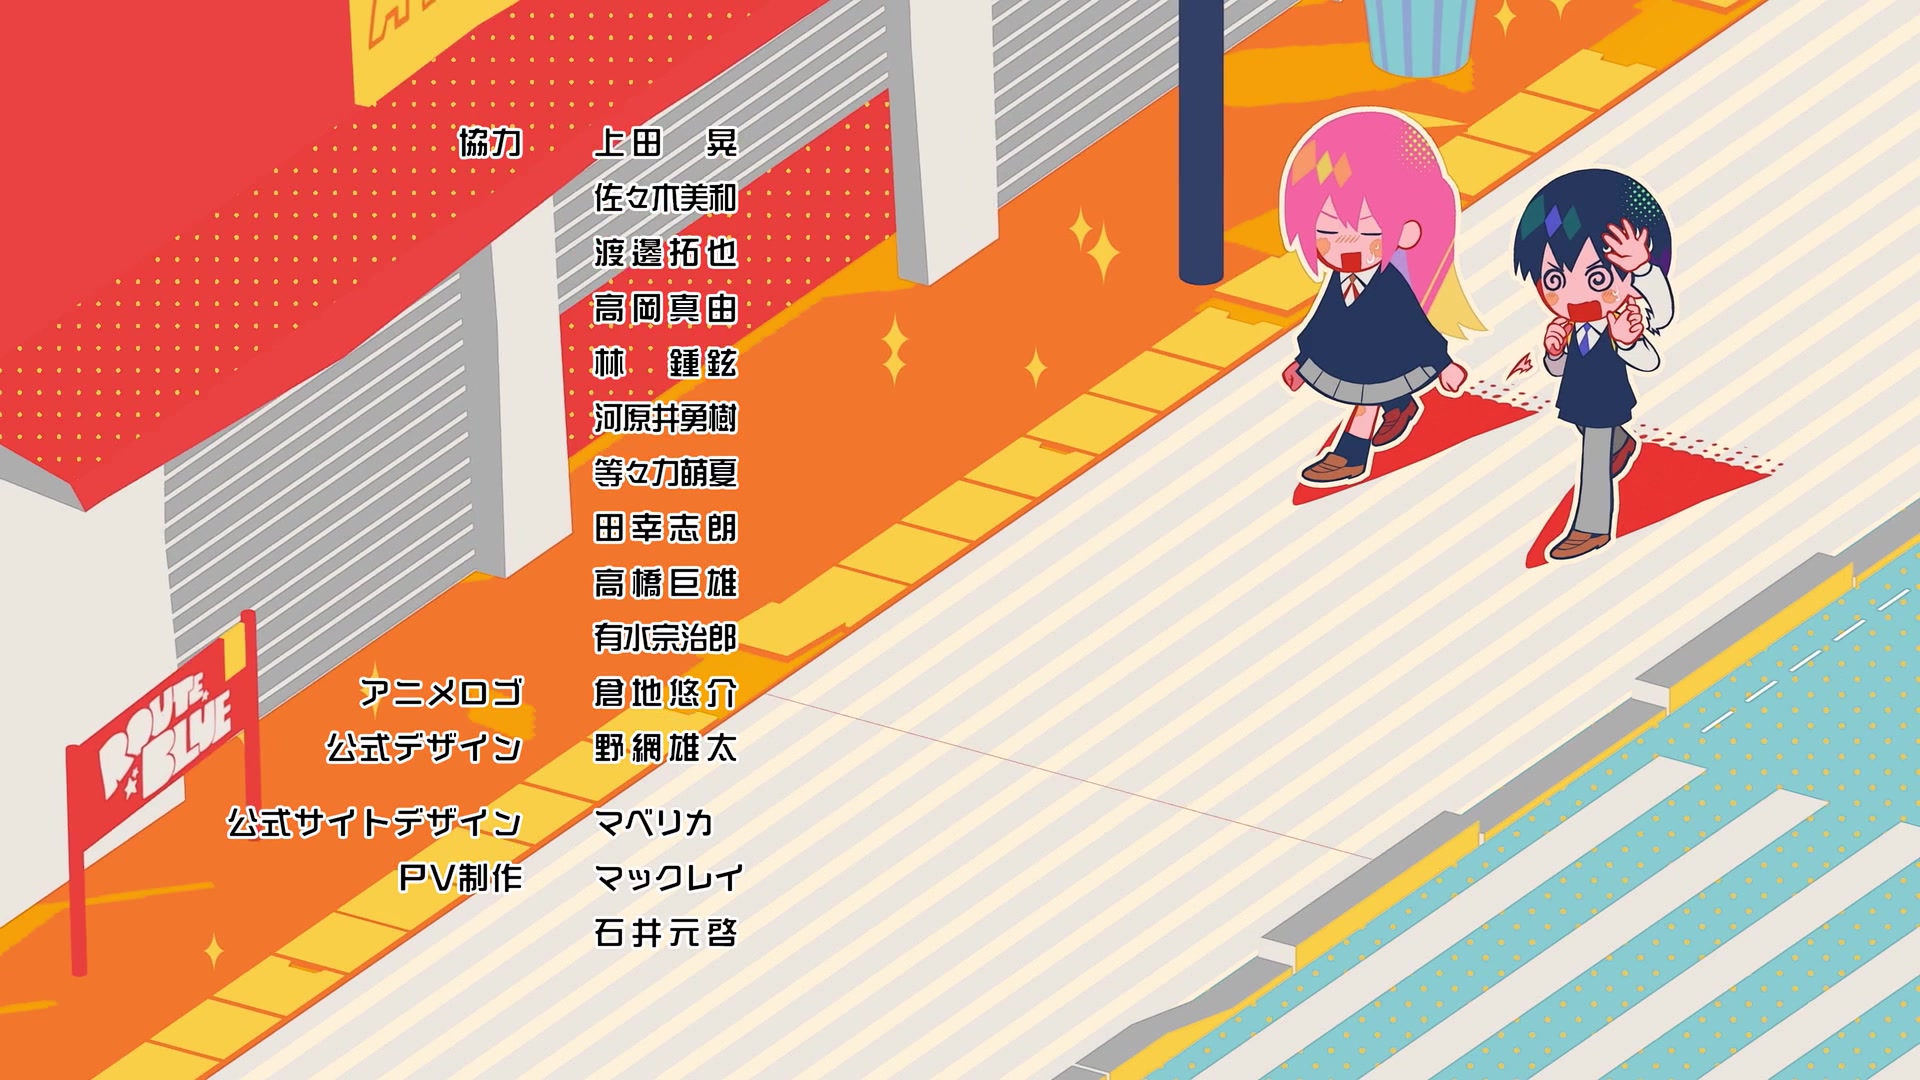 協力 上田 晃
佐々木美和
渡邊拓也
高岡真由
林 鍾鉉
河原井勇樹
等々力萌夏
田幸志朗
高橋巨雄
有水宗治郎
アニメロゴ 倉地悠介
公式デザイン 野網雄太
公式サイトデザイン マベリカ
PV制作 マックレイ
石井元啓
ROUTE
BLUE